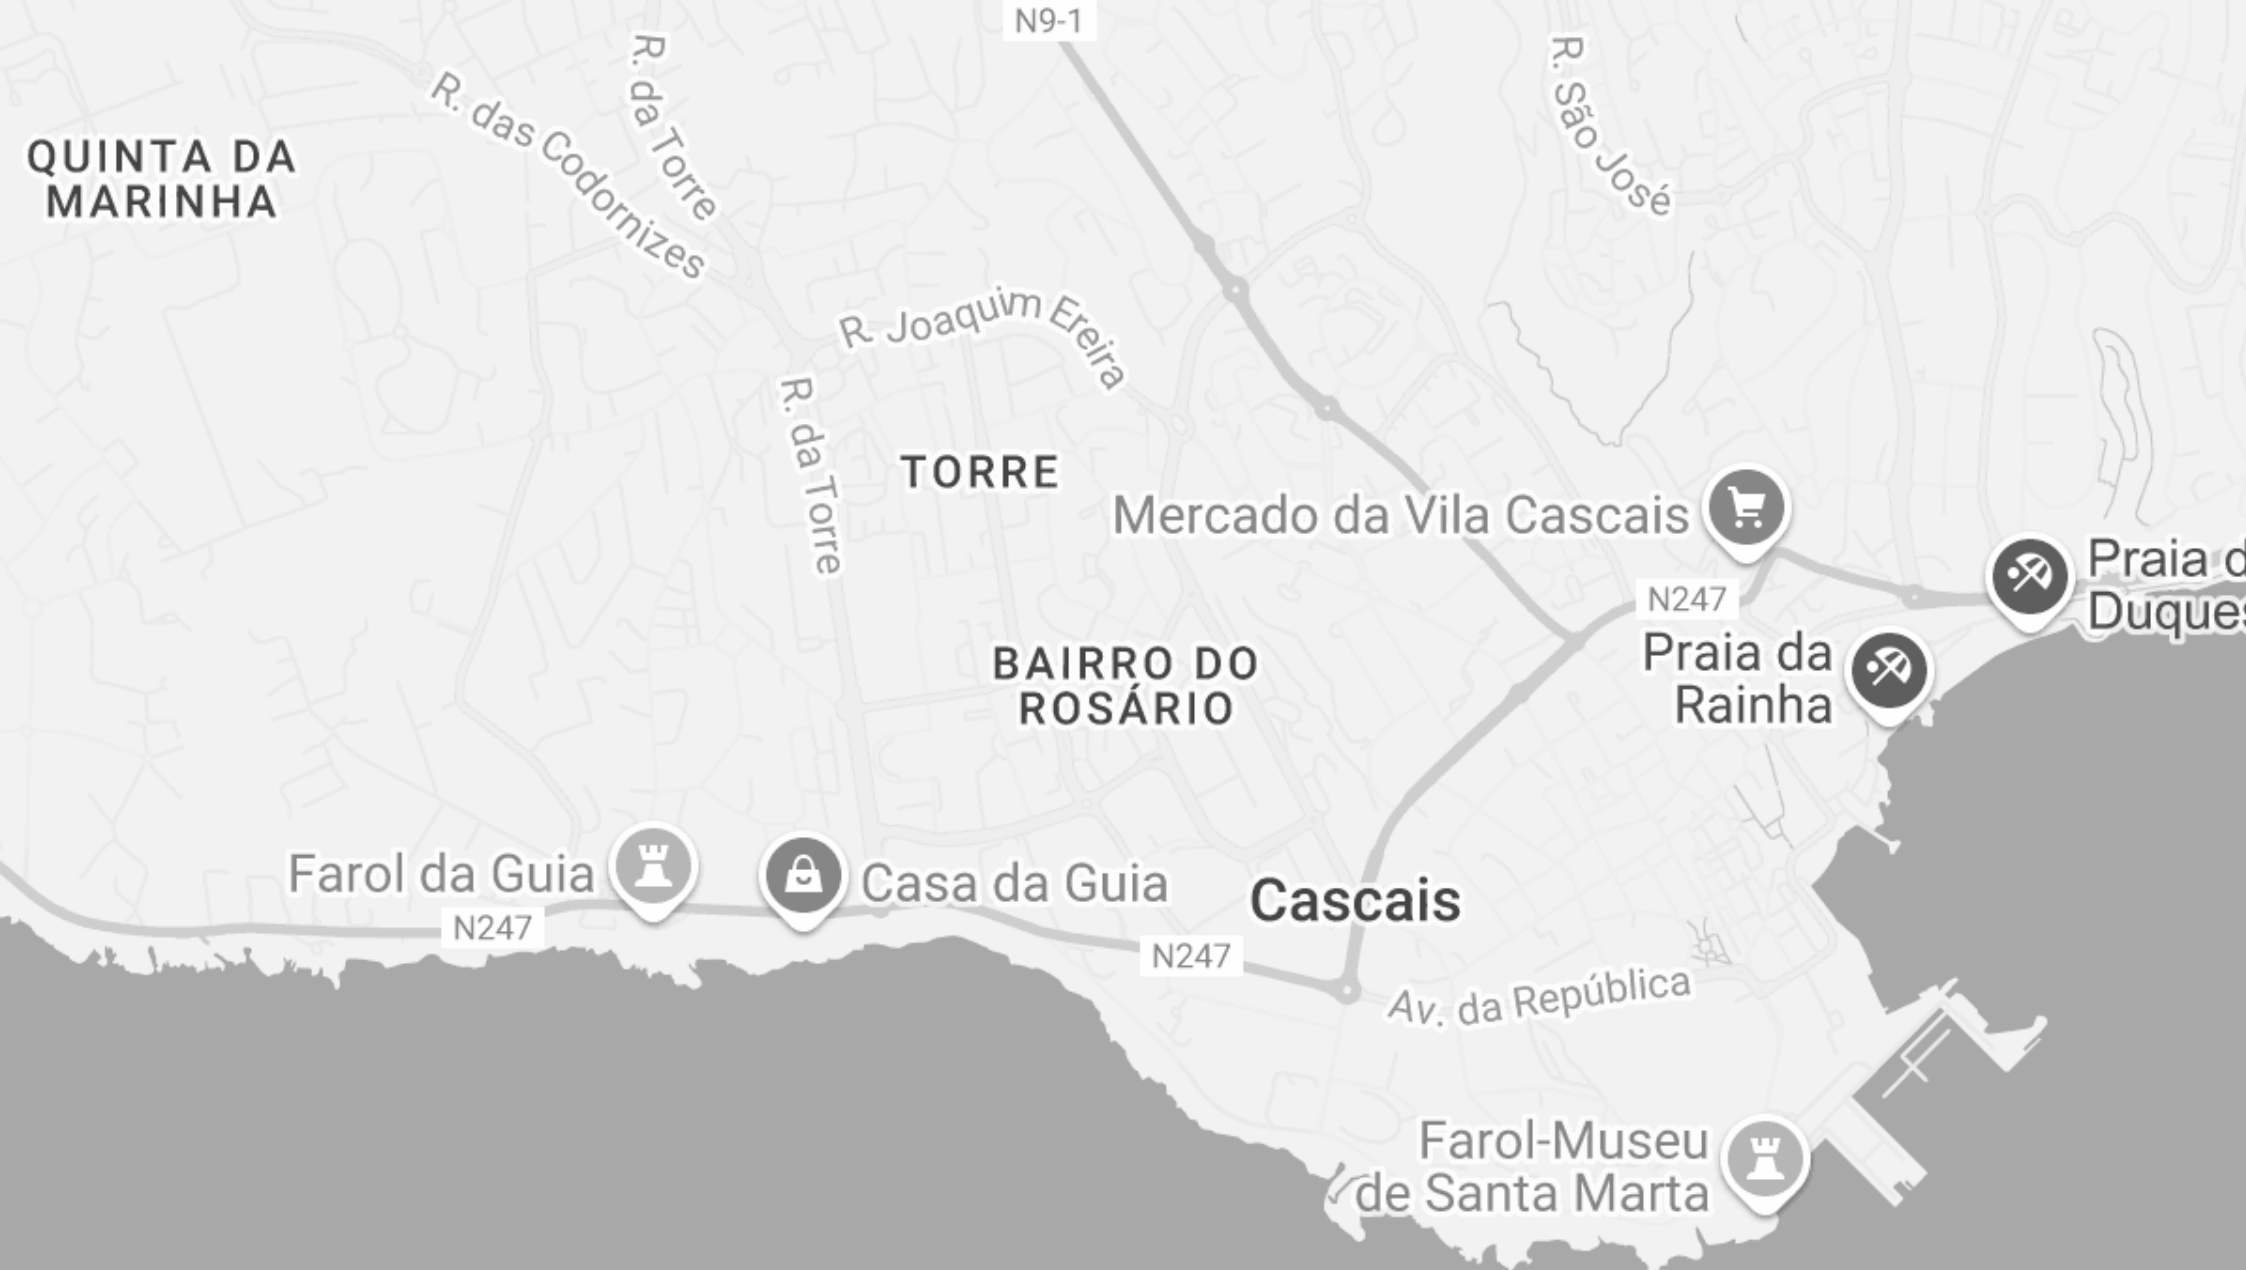 N9-1
R. da Torre
R. São José
R. das Codornizes
QUINTA DA
MARINHA
R. Joaquim Ereira
R. da Torre
TORRE
Mercado da Vila Cascais
Praia d
Duques
N247
Praia da
Rainha
BAIRRO DO
ROSÁRIO
Farol da Guia
Casa da Guia
Cascais
N247
N247
Av. da República
Farol-Museu
de Santa Marta